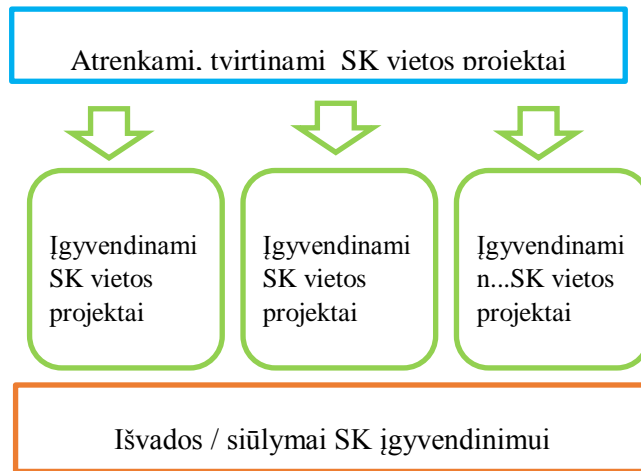 Atrenkami, tvirtinami SK vietos projektai
Įgyvendinami
SK vietos
projektai
Įgyvendinami
SK vietos
projektai
Įgyvendinami
n...SK vietos
projektai
Išvados / siūlymai SK įgyvendinimui